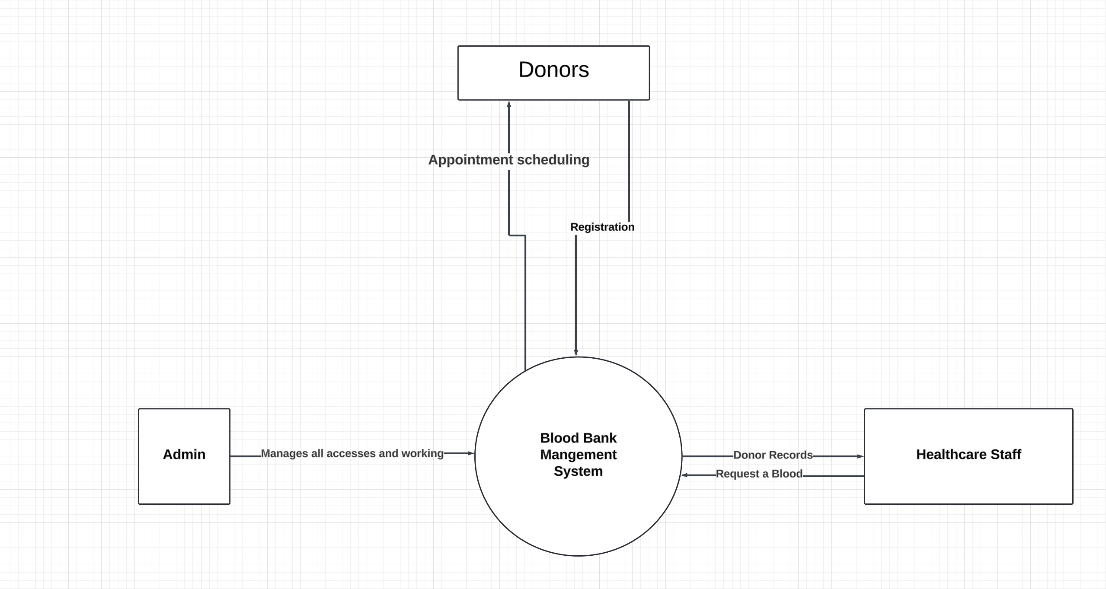 Donors
Appointment scheduling
Registration
Admin
Manages all accesses and working
Blood Bank
Mangement
System
Donor Records
Request a Blood
Healthcare Staff